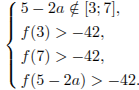 5 − 2a ∉ [3; 7],
f(3) > −42,
f(7) > −42,
f(5 − 2a) > −42.